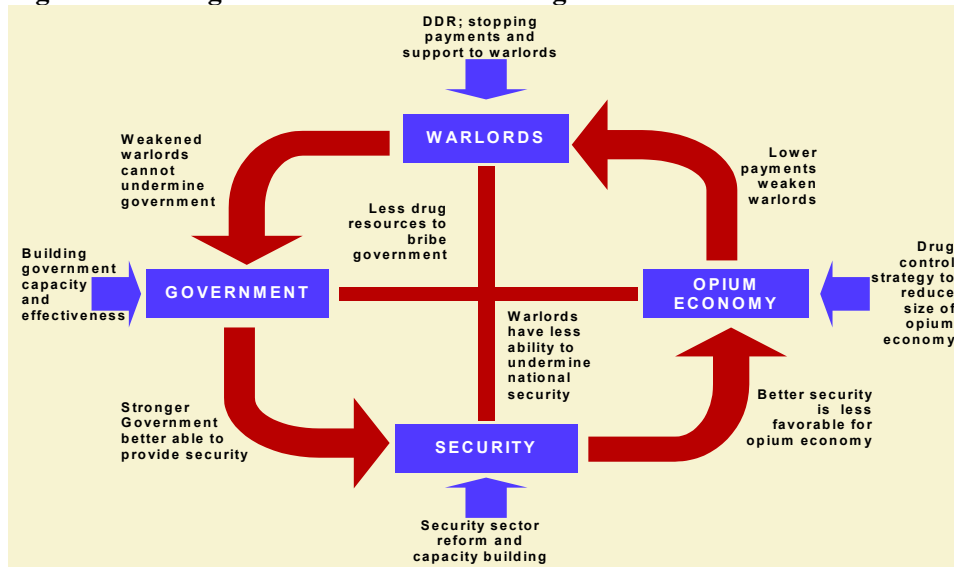 DDR; stopping
payments and
support to warlords
WARLORDS
Weakened
warlords
cannot
undermine
government
Lower
payments
weaken
warlords
Less drug
resources to
bribe
government
Building
government
capacity
and
effectiveness
GOVERNMENT
OPIUM
ECONOMY
Drug
control
strategy to
reduce
size of
opium
economy
Warlords
have less
ability to
undermine
national
security
Stronger
Government
better able to
provide security
Better security
is less
favorable for
opium economy
SECURITY
Security sector
reform and
capacity building